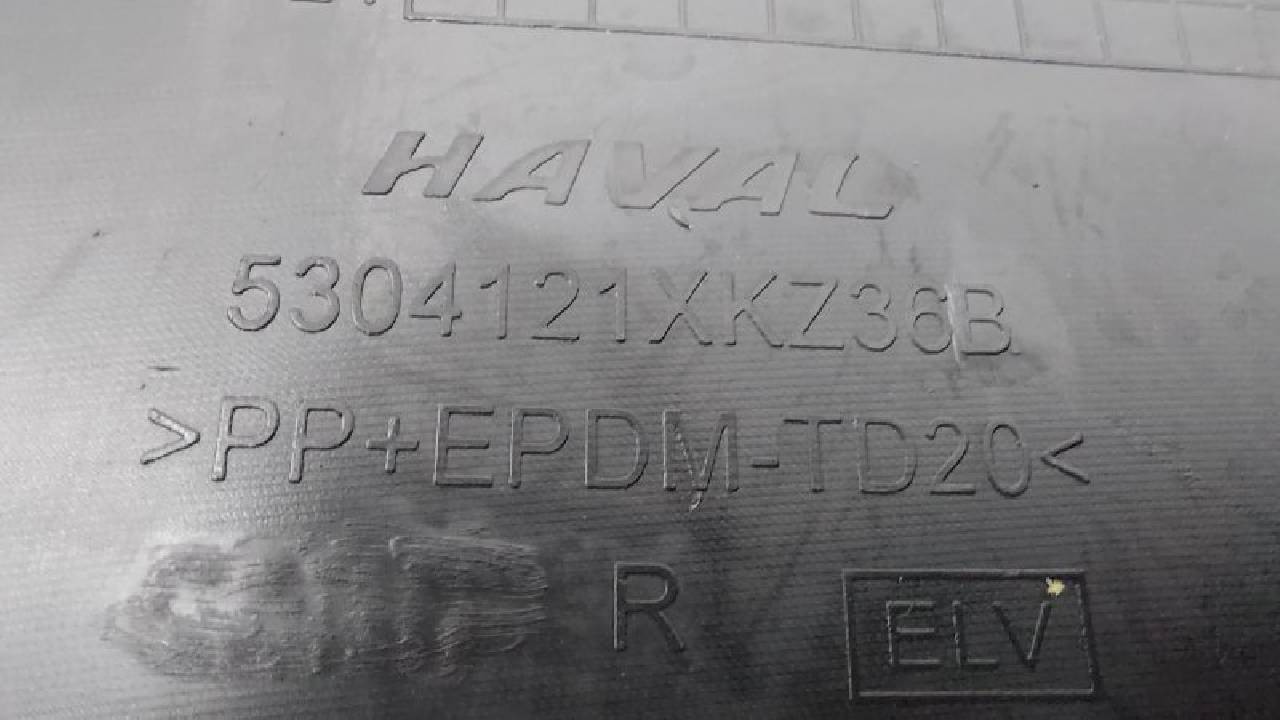 HAVAL
5304121XKZ36B
>PP+EPDM-TD20<
R ELV